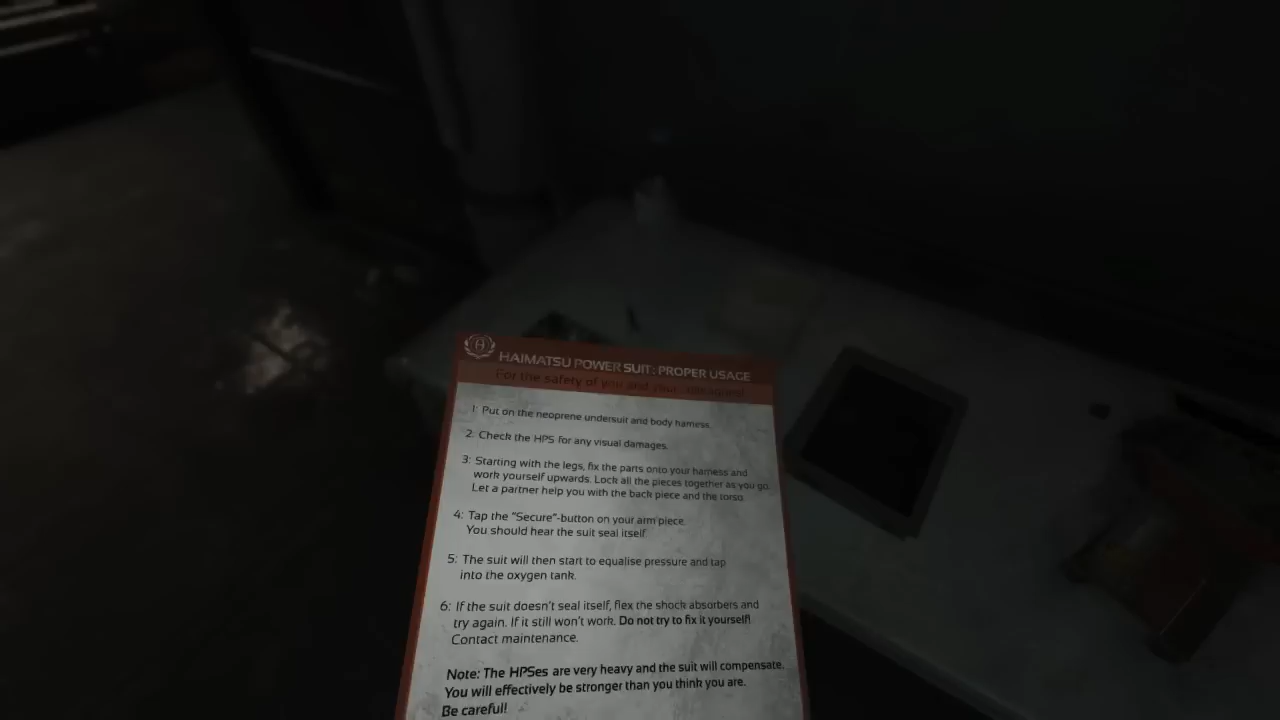 HAIMATSU POWER SUIT: PROPER USAGE
For the safety of you and your
1: Put on the neoprene undersuit and body harness.
2: Check the HPS for any visual damages.
3: Starting with the legs, fix the parts onto your harness and
work yourself upwards. Lock all the pieces together as you go.
Let a partner help you with the back piece and the torso.
4: Tap the "Secure"-button on your arm piece.
You should hear the suit seal itself.
5: The suit will then start to equalise pressure and tap
into the oxygen tank.
6: If the suit doesn't seal itself, flex the shock absorbers and
try again. If it still won't work. Do not try to fix it yourself!
Contact maintenance.
Note: The HPSes are very heavy and the suit will compensate.
You will effectively be stronger than you think you are.
Be careful!